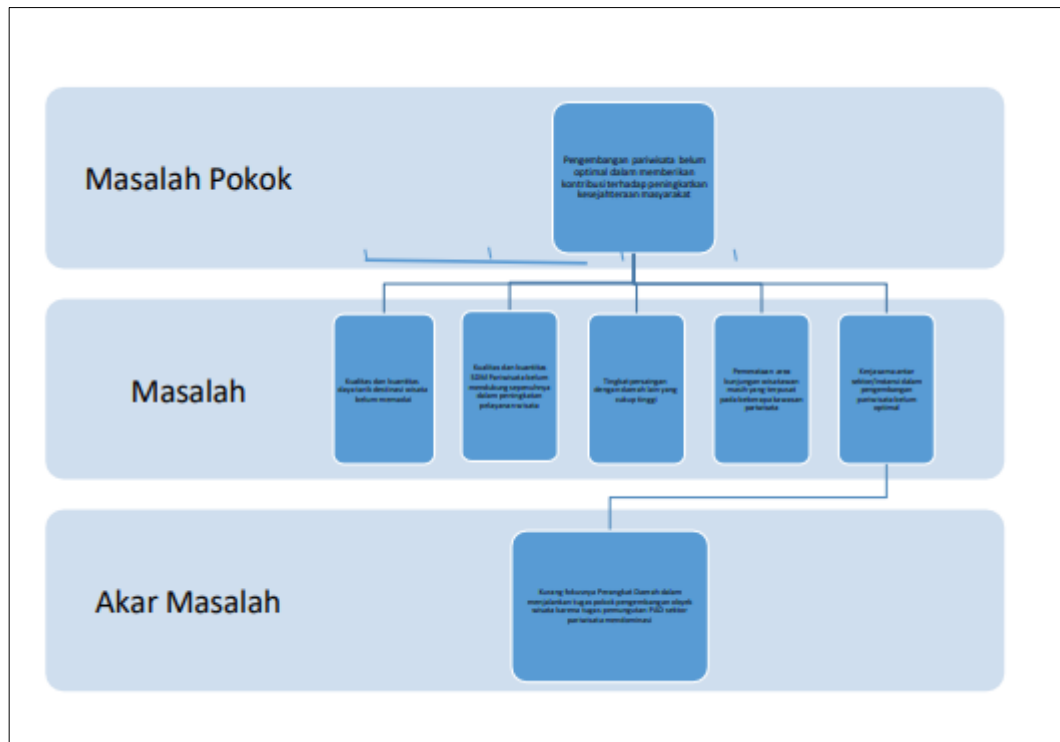 Masalah Pokok
Pengembangan pariwisata belum
optimal dalam memberikan
kontribusi terhadap peningkatkan
kesejahteraan masyarakat
Masalah
Kualitas dan kuantitas
daya tarik destinasi wisata
belum memadai
Kualitas dan kuantitas
SDM Pariwisata belum
mendukung sepenuhnya
dalam peningkatan
pelayanan wisata
Tingkat persaingan
dengan daerah lain yang
cukup tinggi
Pemerataan area
kunjungan wisatawan
masih yang terpusat
pada beberapa kawasan
pariwisata
Kerjasama antar
sektor/instansi dalam
pengembangan
pariwisata belum
optimal
Akar Masalah
Kurang fokusnya Perangkat Daerah dalam
menjalankan tugas pokok pengembangan obyek
wisata karena tugas pemungutan PAD sektor
pariwisata mendominasi